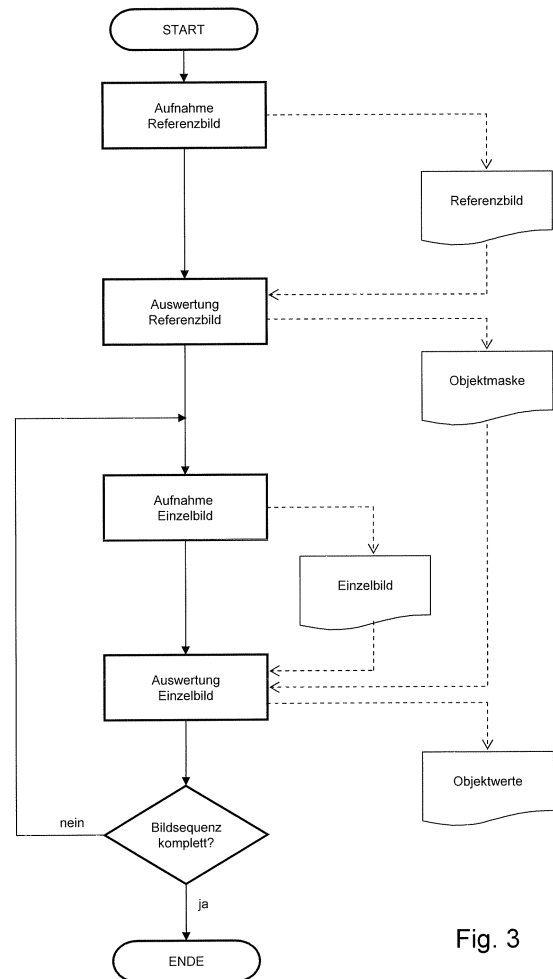 START
Aufnahme
Referenzbild
Referenzbild
Auswertung
Referenzbild
Objektmaske
Aufnahme
Einzelbild
Einzelbild
Auswertung
Einzelbild
Objektwerte
Bildsequenz
komplett?
nein
ja
ENDE
Fig. 3